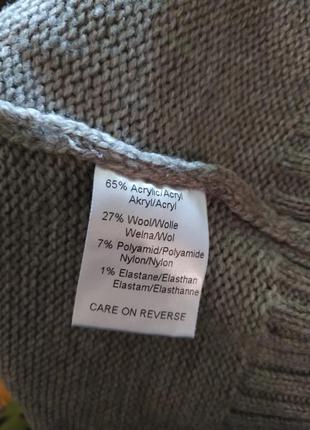 65% Acrylic/Acryl
Akryl/Acryl
27% Wool/Wolle
Welna/Wol
7% Polyamid/Polyamide
Nylon/Nylon
1% Elastane/Elasthan
Elastam/Elasthanne
CARE ON REVERSE